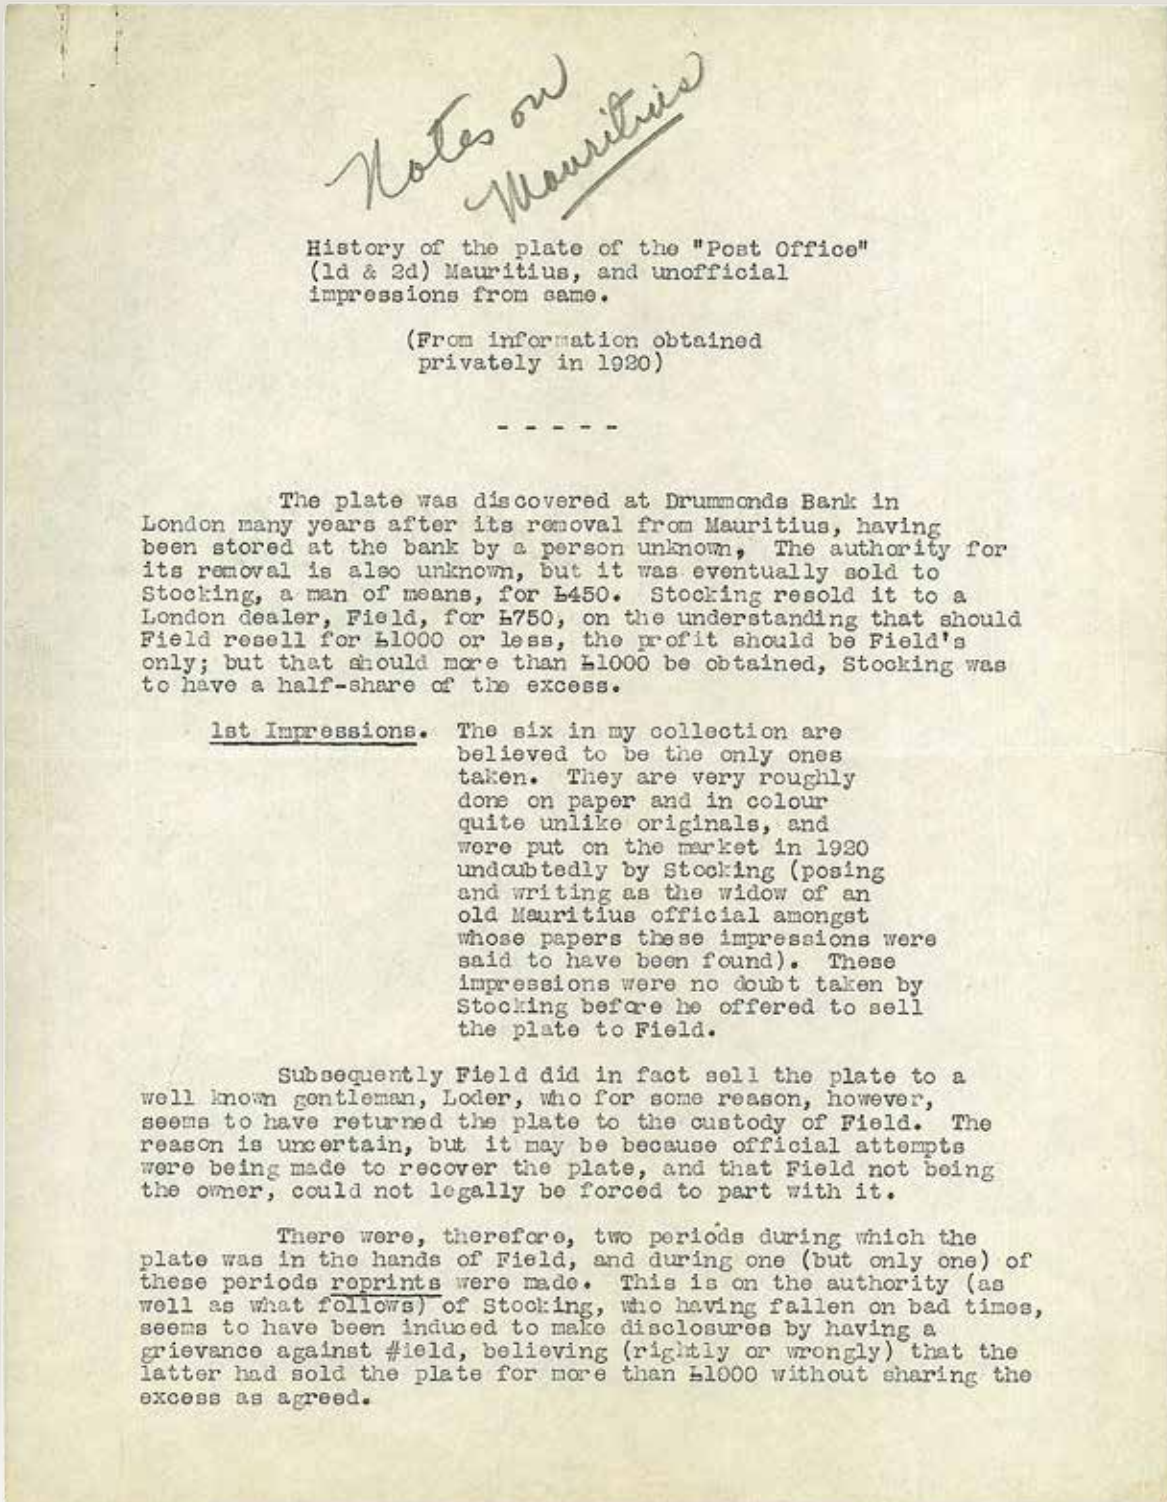 Notes on
Mauritius
History of the plate of the "Post Office"
(1d & 2d) Mauritius, and unofficial
impressions from same.
(From information obtained
privately in 1920)
- - - - -
The plate was discovered at Drummonds Bank in
London many years after its removal from Mauritius, having
been stored at the bank by a person unknown, The authority for
its removal is also unknown, but it was eventually sold to
Stocking, a man of means, for £450. Stocking resold it to a
London dealer, Field, for £750, on the understanding that should
Field resell for £1000 or less, the profit should be Field's
only; but that should more than £1000 be obtained, Stocking was
to have a half-share of the excess.
1st Impressions. The six in my collection are
believed to be the only ones
taken. They are very roughly
done on paper and in colour
quite unlike originals, and
were put on the market in 1920
undoubtedly by Stocking (posing
and writing as the widow of an
old Mauritius official amongst
whose papers these impressions were
said to have been found). These
impressions were no doubt taken by
Stocking before he offered to sell
the plate to Field.
Subsequently Field did in fact sell the plate to a
well known gentleman, Loder, who for some reason, however,
seems to have returned the plate to the custody of Field. The
reason is uncertain, but it may be because official attempts
were being made to recover the plate, and that Field not being
the owner, could not legally be forced to part with it.
There were, therefore, two periods during which the
plate was in the hands of Field, and during one (but only one) of
these periods reprints were made. This is on the authority (as
well as what follows) of Stocking, who having fallen on bad times,
seems to have been induced to make disclosures by having a
grievance against #ield, believing (rightly or wrongly) that the
latter had sold the plate for more than £1000 without sharing the
excess as agreed.